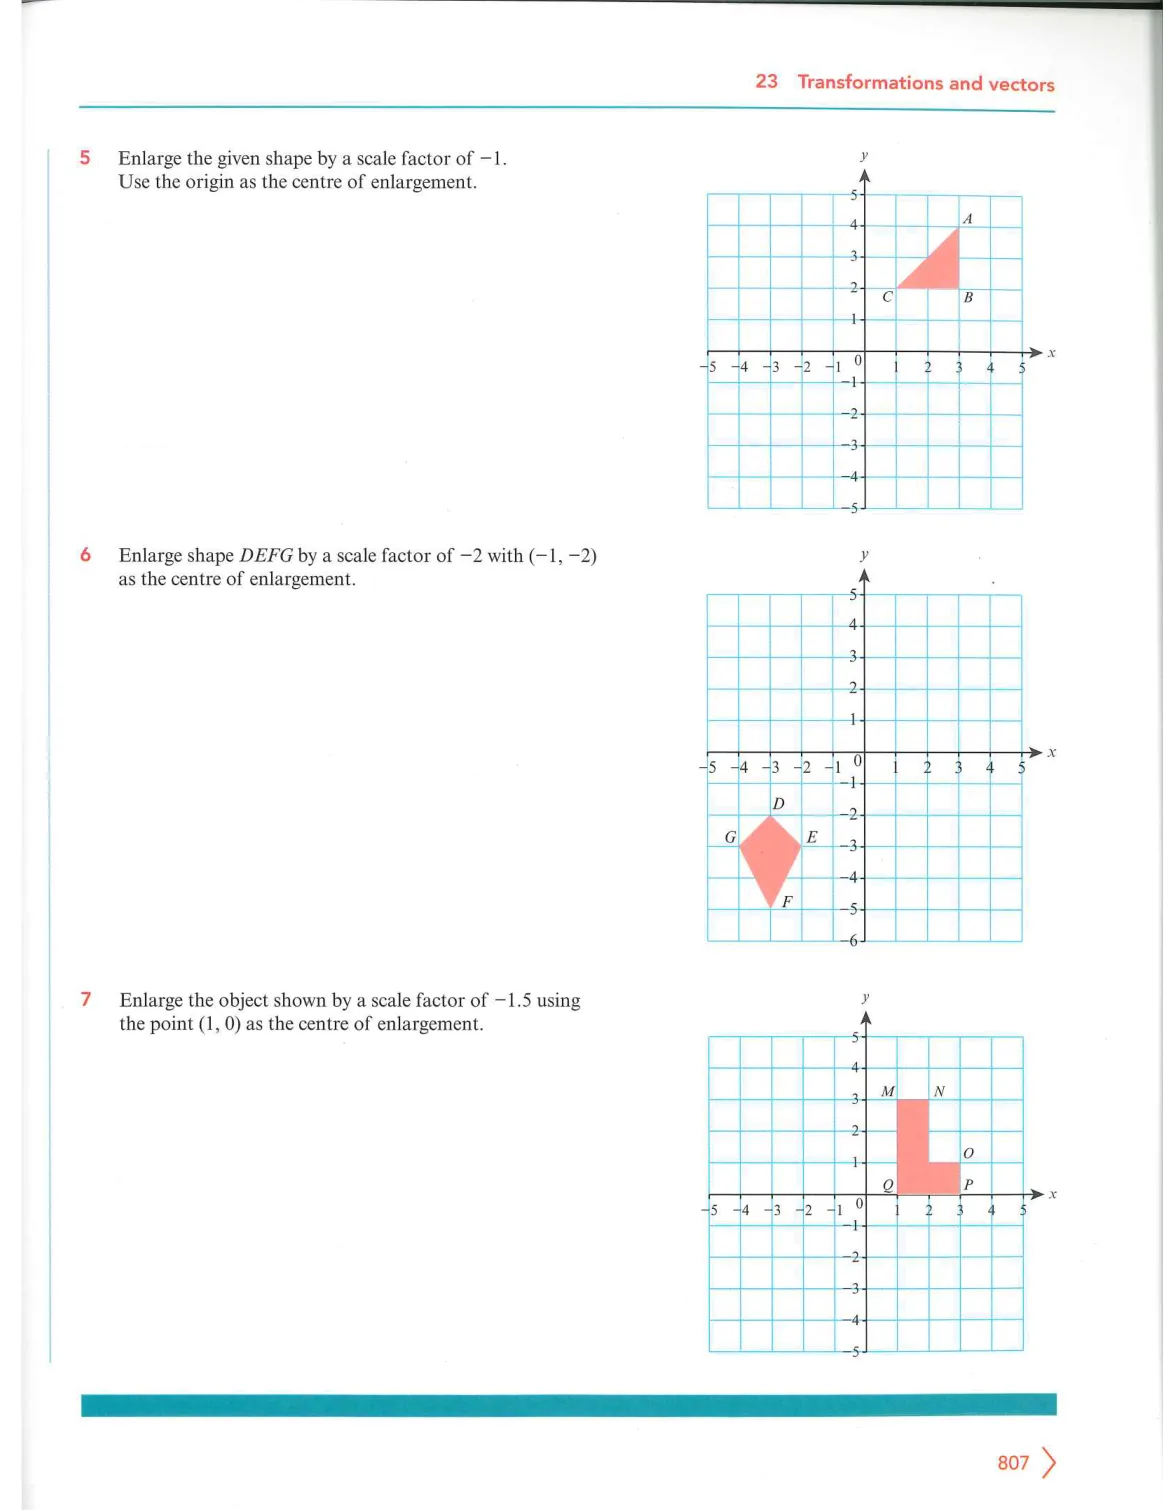 23 Transformations and vectors
5 Enlarge the given shape by a scale factor of −1.
Use the origin as the centre of enlargement.
y
5
4
3
2
1
0
−1
−2
−3
−4
−5
−5 −4 −3 −2 −1 1 2 3 4 5 x
A
C B
6 Enlarge shape DEFG by a scale factor of −2 with (−1, −2)
as the centre of enlargement.
y
5
4
3
2
1
0
−1
−2
−3
−4
−5
−6
−5 −4 −3 −2 −1 1 2 3 4 5 x
D
G E
F
7 Enlarge the object shown by a scale factor of −1.5 using
the point (1, 0) as the centre of enlargement.
y
5
4
3
2
1
0
−1
−2
−3
−4
−5
−5 −4 −3 −2 −1 1 2 3 4 5 x
M N
O
Q P
807